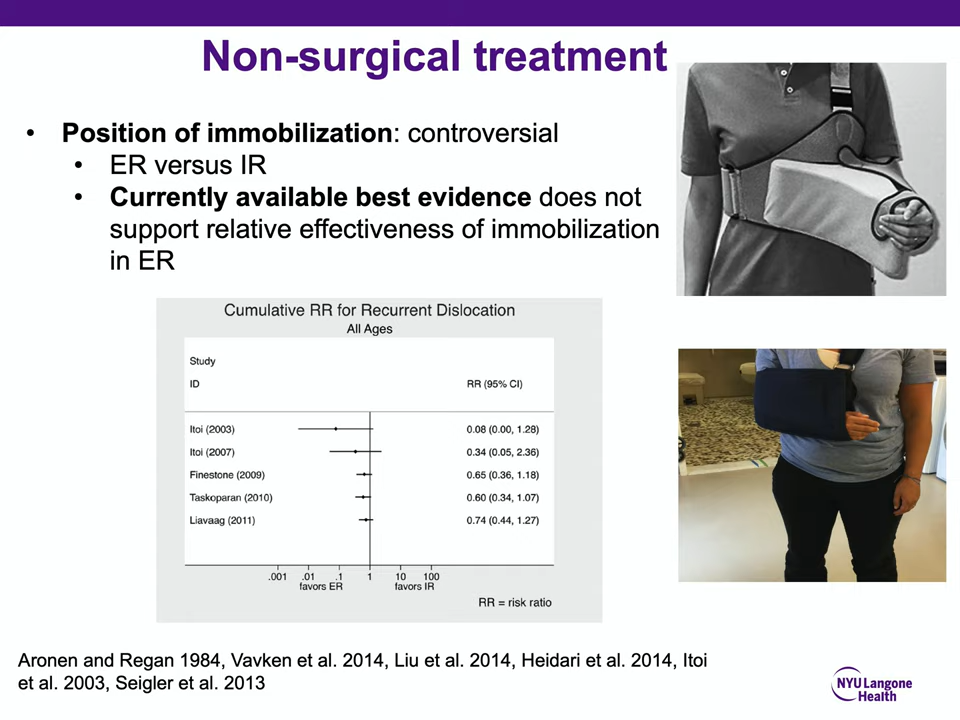 Non-surgical treatment
• Position of immobilization: controversial
• ER versus IR
• Currently available best evidence does not
support relative effectiveness of immobilization
in ER
Cumulative RR for Recurrent Dislocation
All Ages
Study
ID RR (95% CI)
Itoi (2003) 0.08 (0.00, 1.28)
Itoi (2007) 0.34 (0.05, 2.36)
Finestone (2009) 0.65 (0.36, 1.18)
Taskoparan (2010) 0.60 (0.34, 1.07)
Liavaag (2011) 0.74 (0.44, 1.27)
.001 .01 .1 1 10 100
favors ER favors IR
RR = risk ratio
Aronen and Regan 1984, Vavken et al. 2014, Liu et al. 2014, Heidari et al. 2014, Itoi
et al. 2003, Seigler et al. 2013
NYU Langone
Health